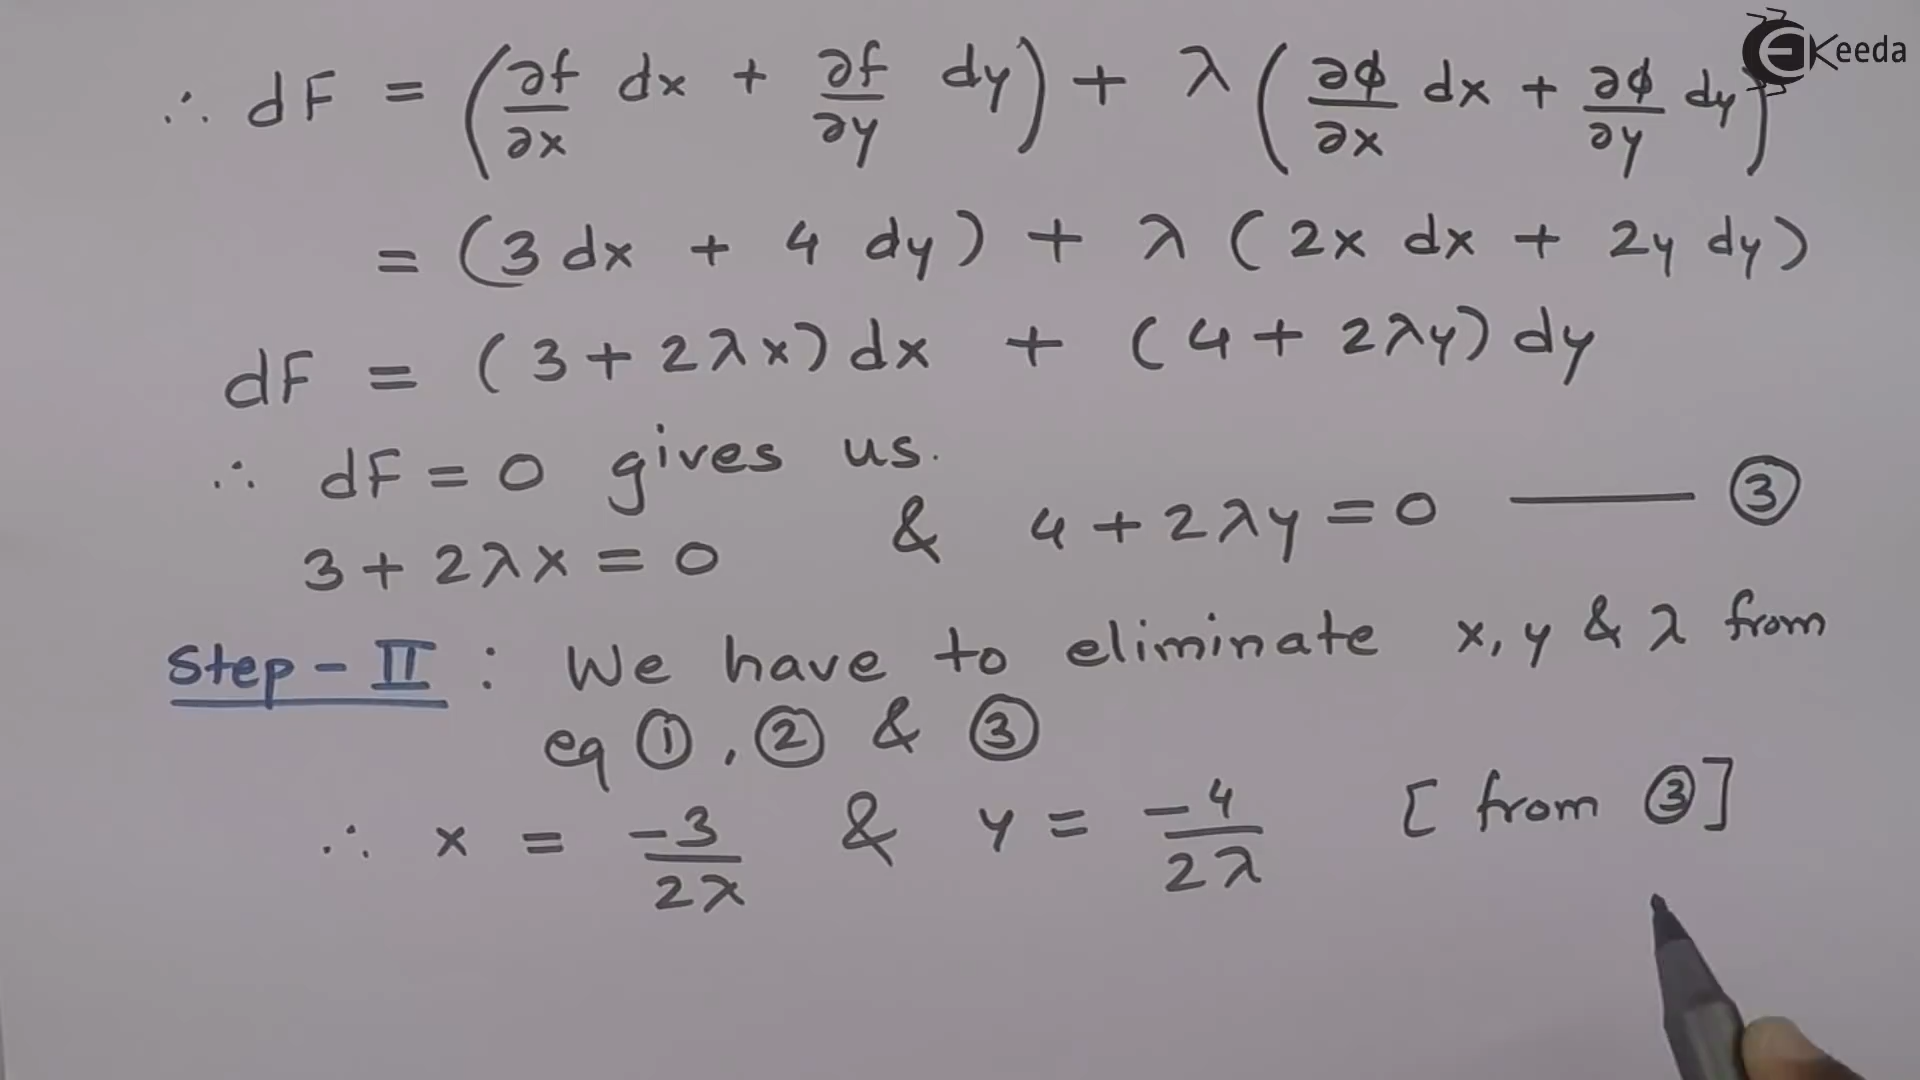 EKeeda
∴ dF = (∂f/∂x dx + ∂f/∂y dy) + λ (∂ϕ/∂x dx + ∂ϕ/∂y dy)
= (3 dx + 4 dy) + λ (2x dx + 2y dy)
dF = (3 + 2λx) dx + (4 + 2λy) dy
∴ dF = 0 gives us.
3 + 2λx = 0 & 4 + 2λy = 0 —— ③
Step - II : We have to eliminate x, y & λ from
eq ①, ② & ③
∴ x = -3/2λ & y = -4/2λ [from ③]